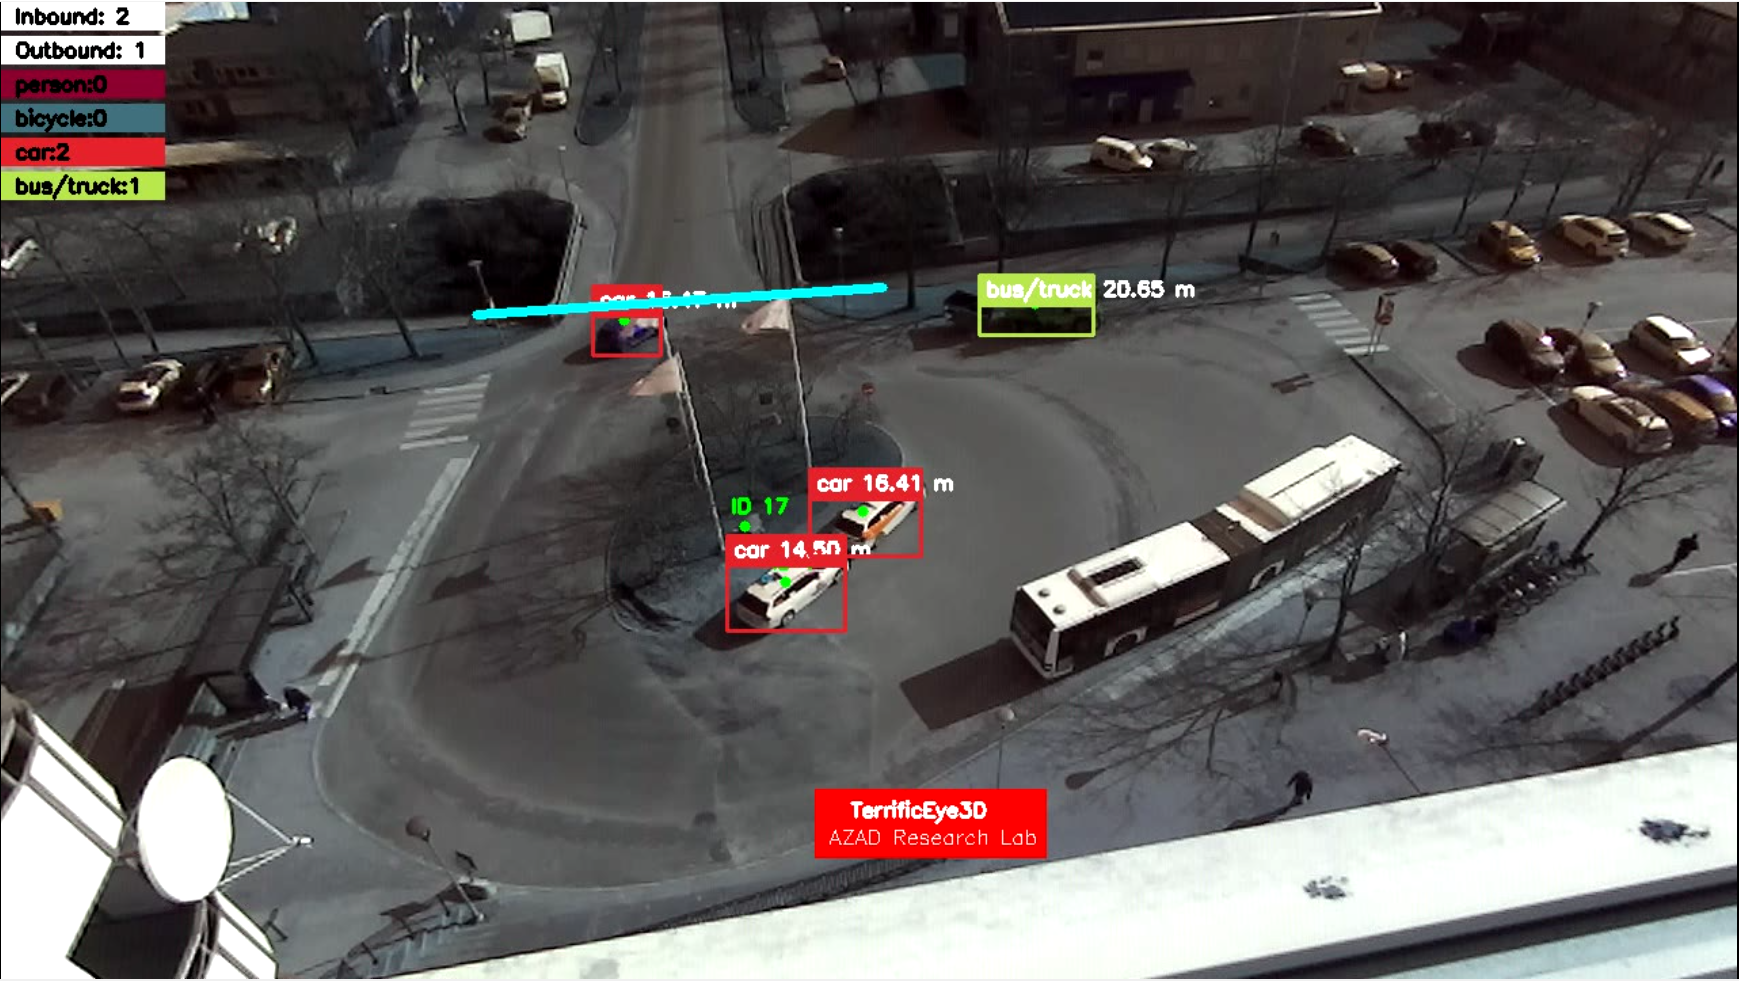 Inbound: 2
Outbound: 1
person:0
bicycle:0
car:2
bus/truck:1
car m
bus/truck 20.65 m
car 16.41 m
ID 17
car 14.50 m
TerrificEye3D
AZAD Research Lab